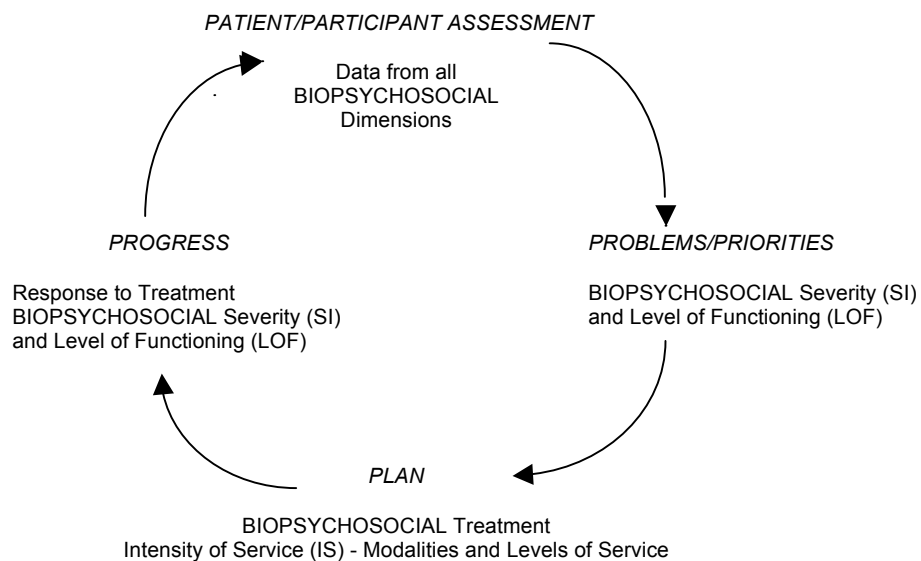 PATIENT/PARTICIPANT ASSESSMENT
Data from all
BIOPSYCHOSOCIAL
Dimensions
PROGRESS
Response to Treatment
BIOPSYCHOSOCIAL Severity (SI)
and Level of Functioning (LOF)
PROBLEMS/PRIORITIES
BIOPSYCHOSOCIAL Severity (SI)
and Level of Functioning (LOF)
PLAN
BIOPSYCHOSOCIAL Treatment
Intensity of Service (IS) - Modalities and Levels of Service